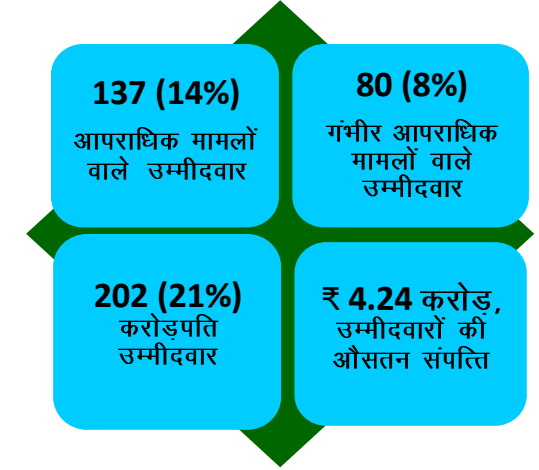 137 (14%)
आपराधिक मामलों
वाले उम्मीदवार
80 (8%)
गंभीर आपराधिक
मामलों वाले
उम्मीदवार
202 (21%)
करोड़पति
उम्मीदवार
₹ 4.24 करोड़,
उम्मीदवारों की
औसतन संपत्ति